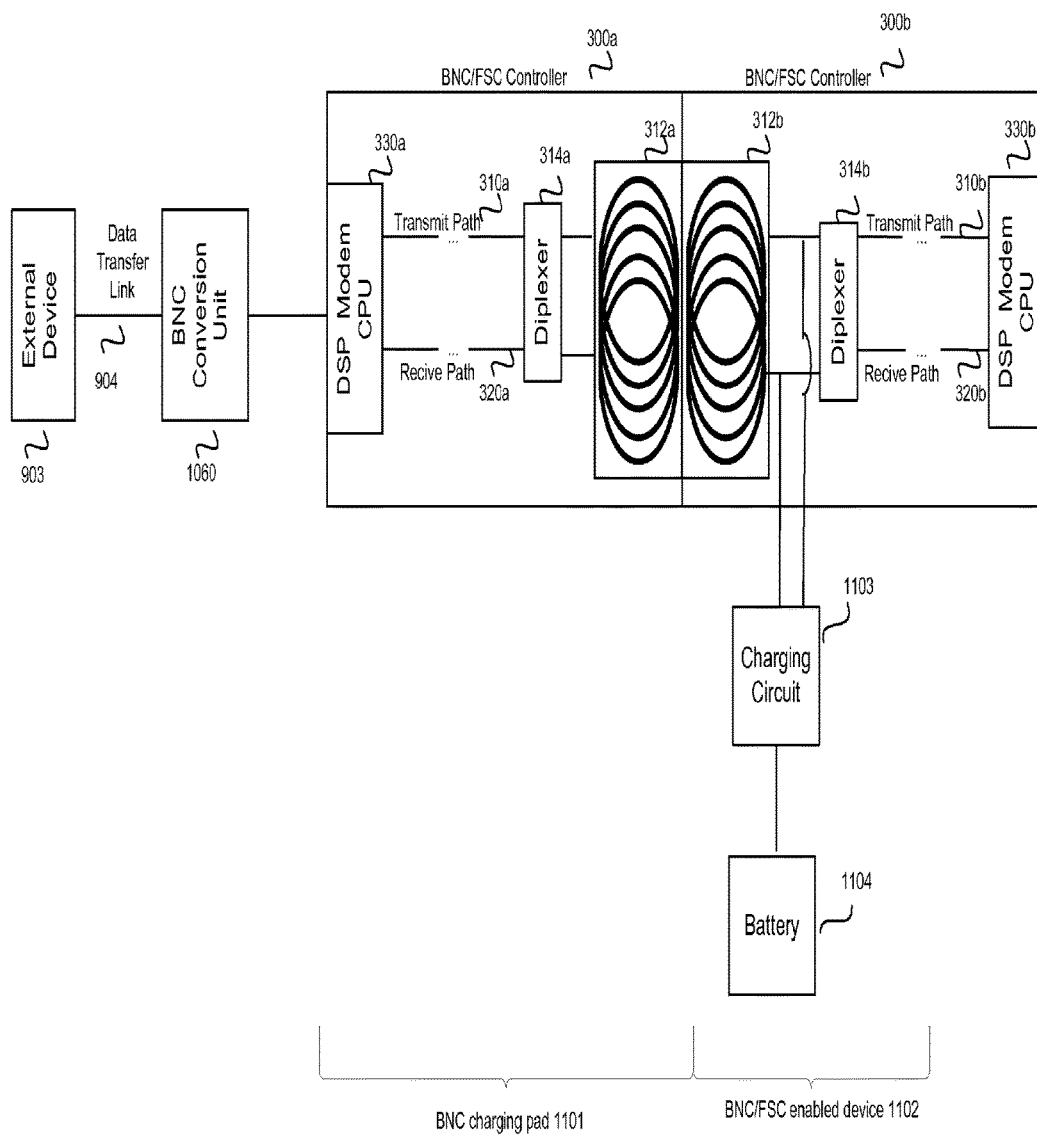 300a
300b
BNC/FSC Controller
BNC/FSC Controller
330a
310a
314a
312a
312b
314b
310b
330b
External Device
Data
Transfer
Link
904
BNC
Conversion
Unit
DSP Modem
CPU
Transmit Path
...
Diplexer
Recive Path
...
320a
Diplexer
Transmit Path
...
Recive Path
...
320b
DSP Modem
CPU
903
1060
1103
Charging
Circuit
1104
Battery
BNC charging pad 1101
BNC/FSC enabled device 1102